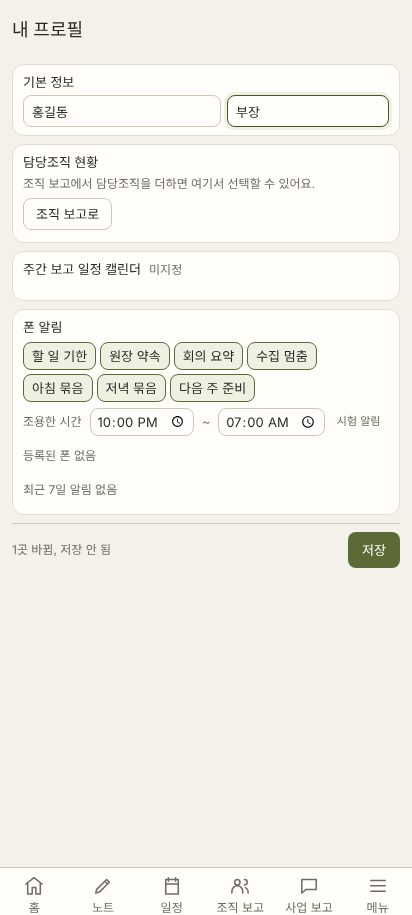 내 프로필
기본 정보
홍길동 부장
담당조직 현황
조직 보고에서 담당조직을 더하면 여기서 선택할 수 있어요.
조직 보고로
주간 보고 일정 캘린더 미지정
폰 알림
할 일 기한 원장 약속 회의 요약 수집 멈춤
아침 묶음 저녁 묶음 다음 주 준비
조용한 시간 10:00 PM ~ 07:00 AM 시험 알림
등록된 폰 없음
최근 7일 알림 없음
1곳 바뀜, 저장 안 됨 저장
홈 노트 일정 조직 보고 사업 보고 메뉴